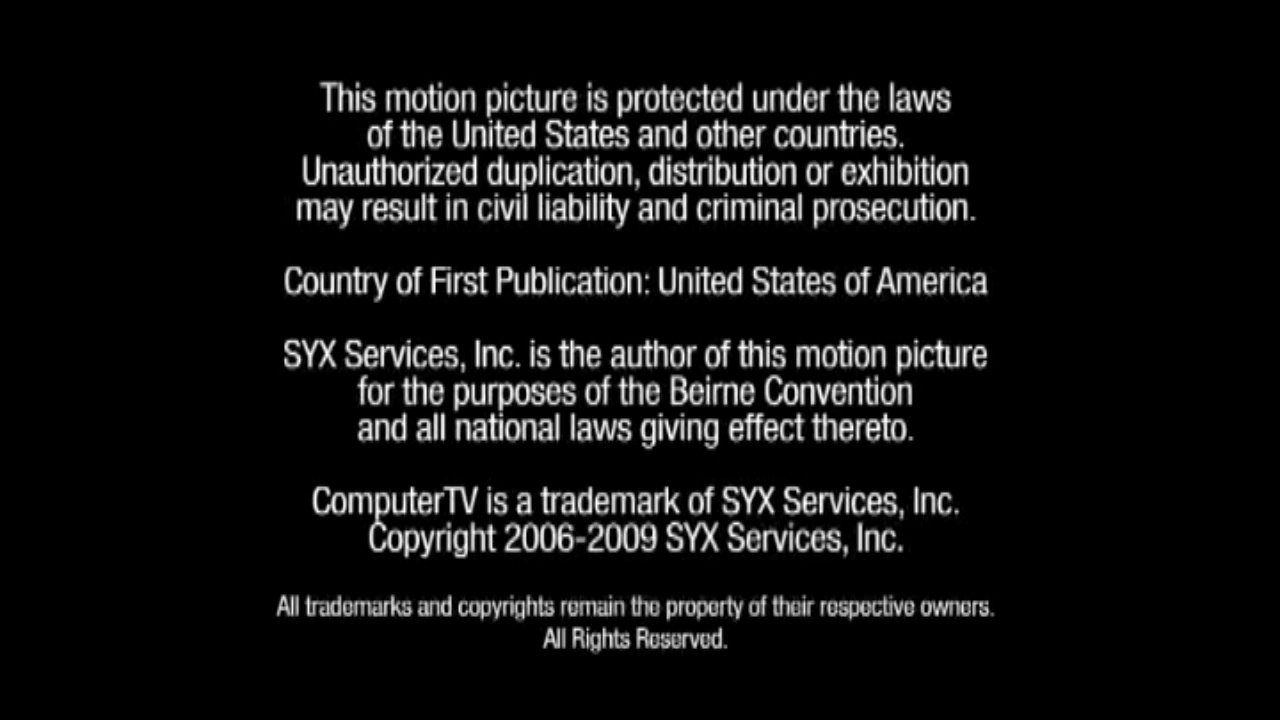 This motion picture is protected under the laws
of the United States and other countries.
Unauthorized duplication, distribution or exhibition
may result in civil liability and criminal prosecution.
Country of First Publication: United States of America
SYX Services, Inc. is the author of this motion picture
for the purposes of the Beirne Convention
and all national laws giving effect thereto.
ComputerTV is a trademark of SYX Services, Inc.
Copyright 2006-2009 SYX Services, Inc.
All trademarks and copyrights remain the property of their respective owners.
All Rights Reserved.